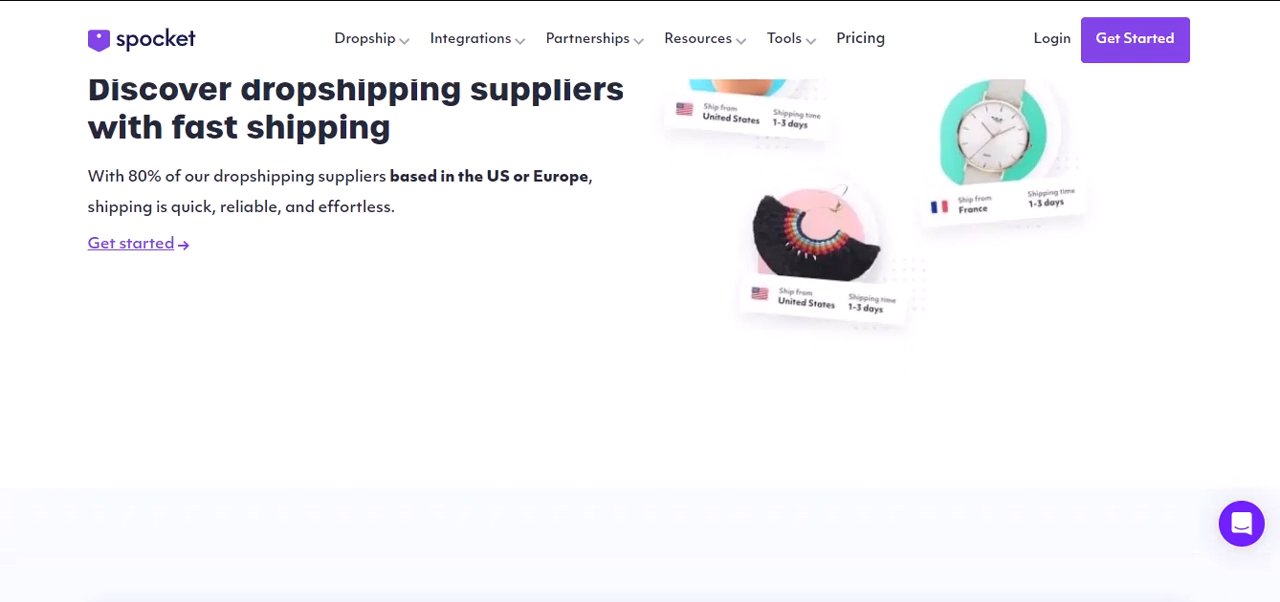 spocket
Dropship
Integrations
Partnerships
Resources
Tools
Pricing
Login
Get Started
Discover dropshipping suppliers
with fast shipping
With 80% of our dropshipping suppliers based in the US or Europe,
shipping is quick, reliable, and effortless.
Get started →
Ship from
United States
Shipping time
1-3 days
Ship from
France
Shipping time
1-3 days
Ship from
United States
Shipping time
1-3 days